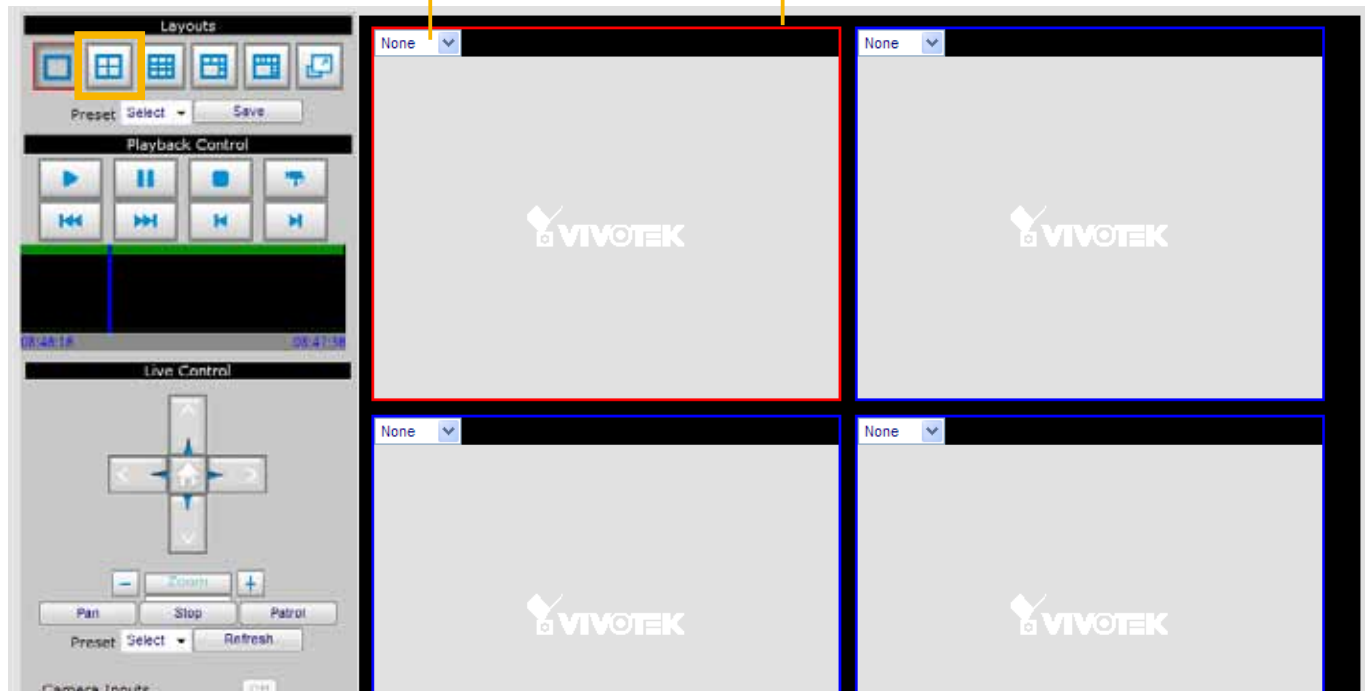 Layouts
Preset Select Save
Playback Control
08:48:18 08:47:38
Live Control
Zoom
Pan Stop Patrol
Preset Select Refresh
Camera Inputs Off
None
VIVOTEK
None
VIVOTEK
None
VIVOTEK
None
VIVOTEK